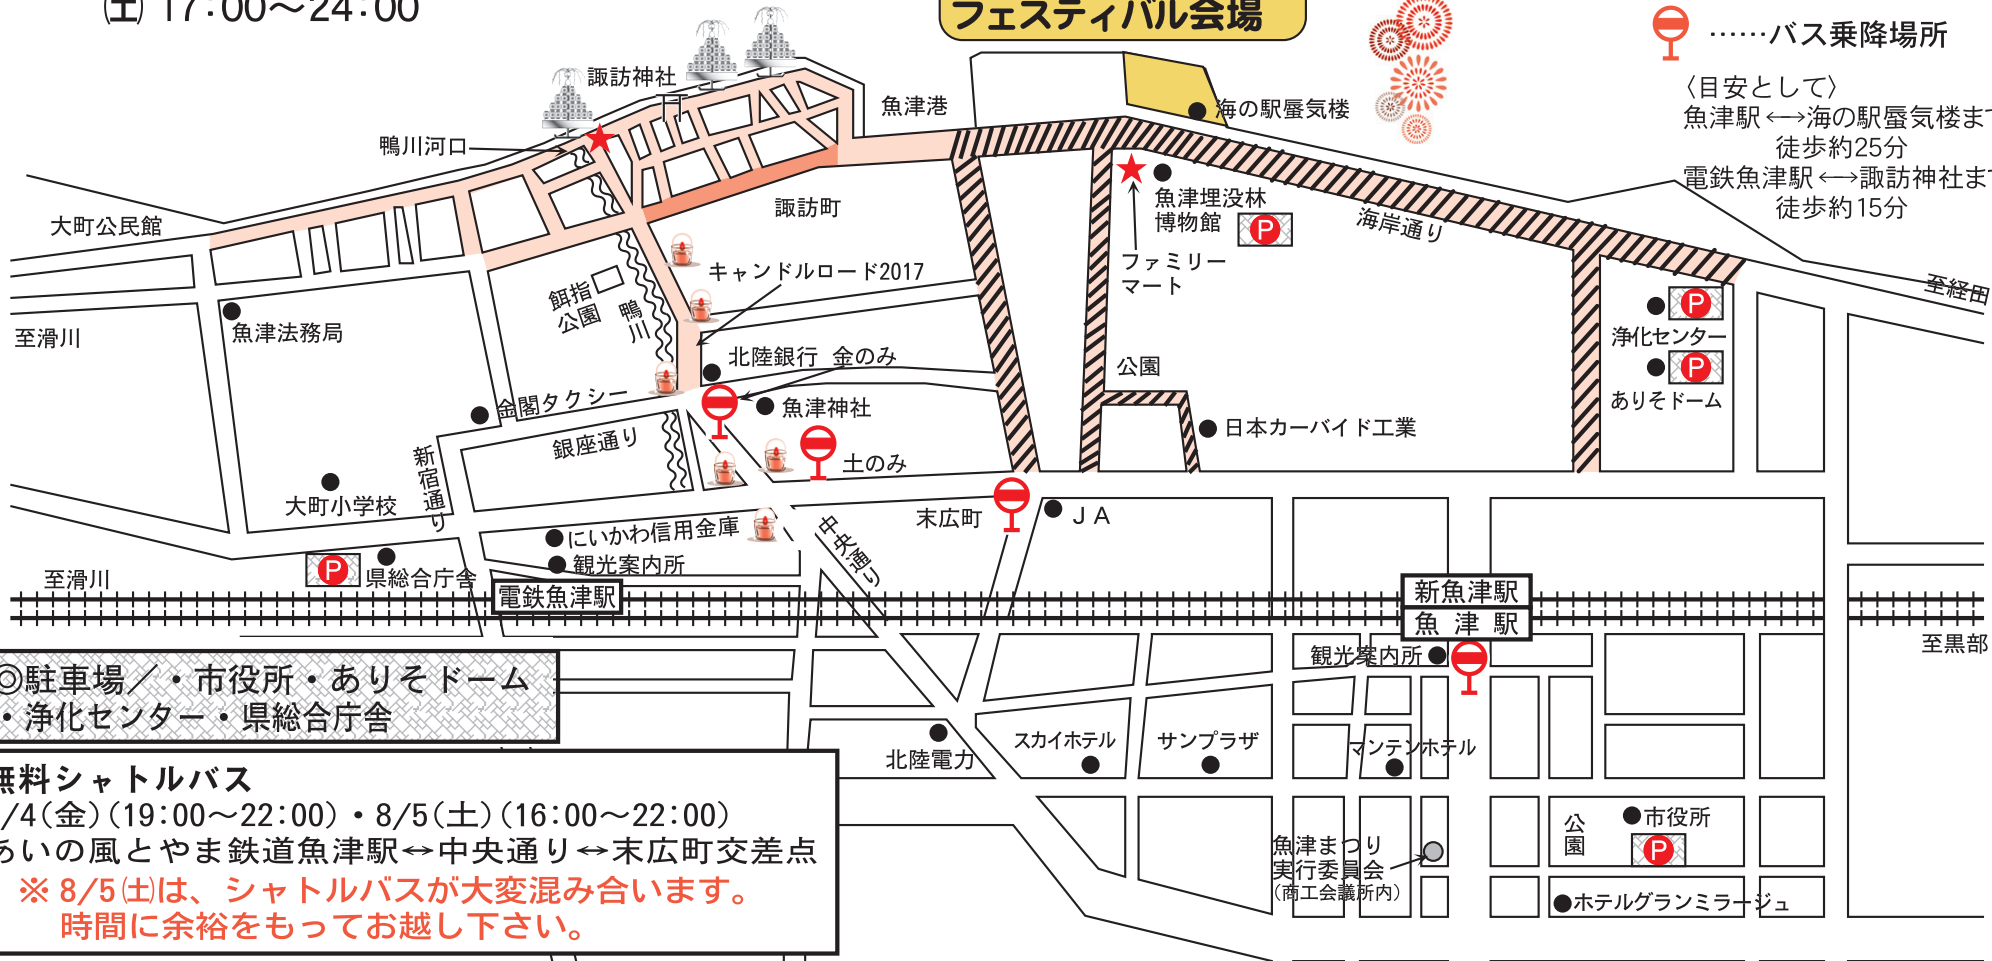 ㈯ 17:00～24:00
フェスティバル会場
……バス乗降場所
〈目安として〉
魚津駅⟷海の駅蜃気楼まで
徒歩約25分
電鉄魚津駅⟷諏訪神社まで
徒歩約15分
諏訪神社
魚津港
海の駅蜃気楼
鴨川河口
大町公民館
諏訪町
魚津埋没林
博物館
P
海岸通り
ファミリー
マート
キャンドルロード2017
餌指
公園
鴨川
至経田
P
浄化センター
P
ありそドーム
至滑川
魚津法務局
北陸銀行
金のみ
公園
金閣タクシー
魚津神社
日本カーバイド工業
銀座通り
新宿通り
土のみ
大町小学校
末広町
JA
中央通り
にいかわ信用金庫
観光案内所
P
県総合庁舎
至滑川
電鉄魚津駅
新魚津駅
魚津駅
至黒部
観光案内所
◎駐車場／・市役所・ありそドーム
・浄化センター・県総合庁舎
北陸電力
スカイホテル
サンプラザ
マンテンホテル
無料シャトルバス
/4(金)(19:00～22:00)・8/5(土)(16:00～22:00)
あいの風とやま鉄道魚津駅↔中央通り↔末広町交差点
※8/5㈯は、シャトルバスが大変混み合います。
時間に余裕をもってお越し下さい。
公園
市役所
P
魚津まつり
実行委員会
(商工会議所内)
ホテルグランミラージュ